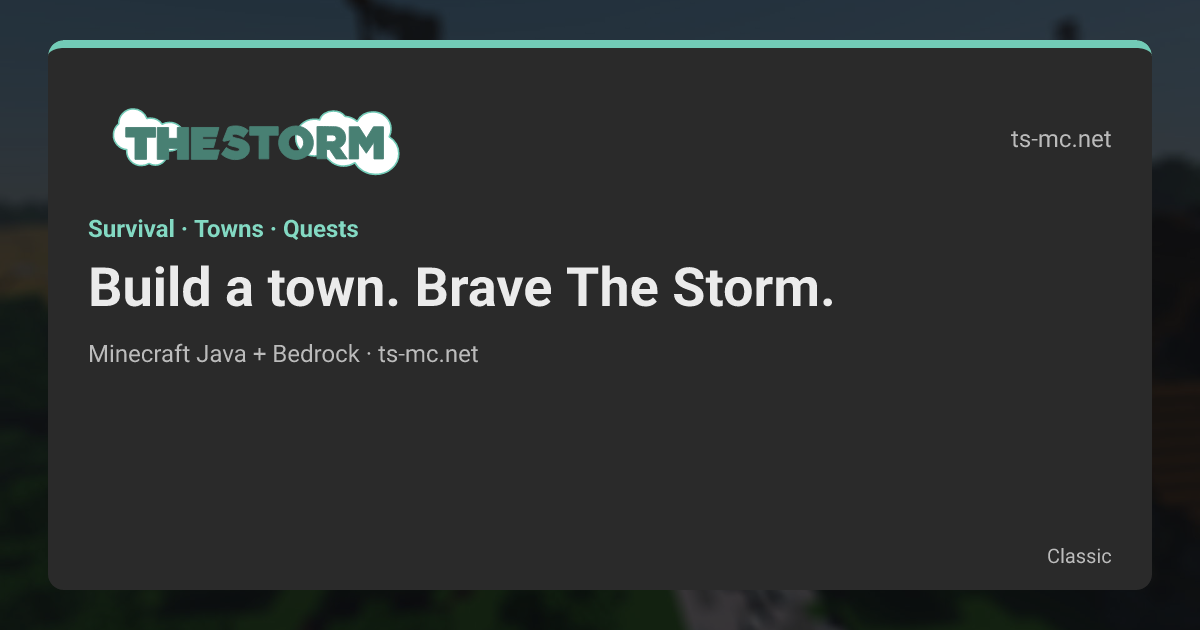 THESTORM
ts-mc.net
Survival · Towns · Quests
Build a town. Brave The Storm.
Minecraft Java + Bedrock · ts-mc.net
Classic